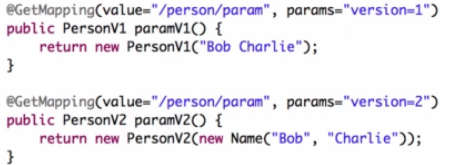 @GetMapping(value="/person/param", params="version=1")
public PersonV1 paramV1() {
    return new PersonV1("Bob Charlie");
}
@GetMapping(value="/person/param", params="version=2")
public PersonV2 paramV2() {
    return new PersonV2(new Name("Bob", "Charlie"));
}